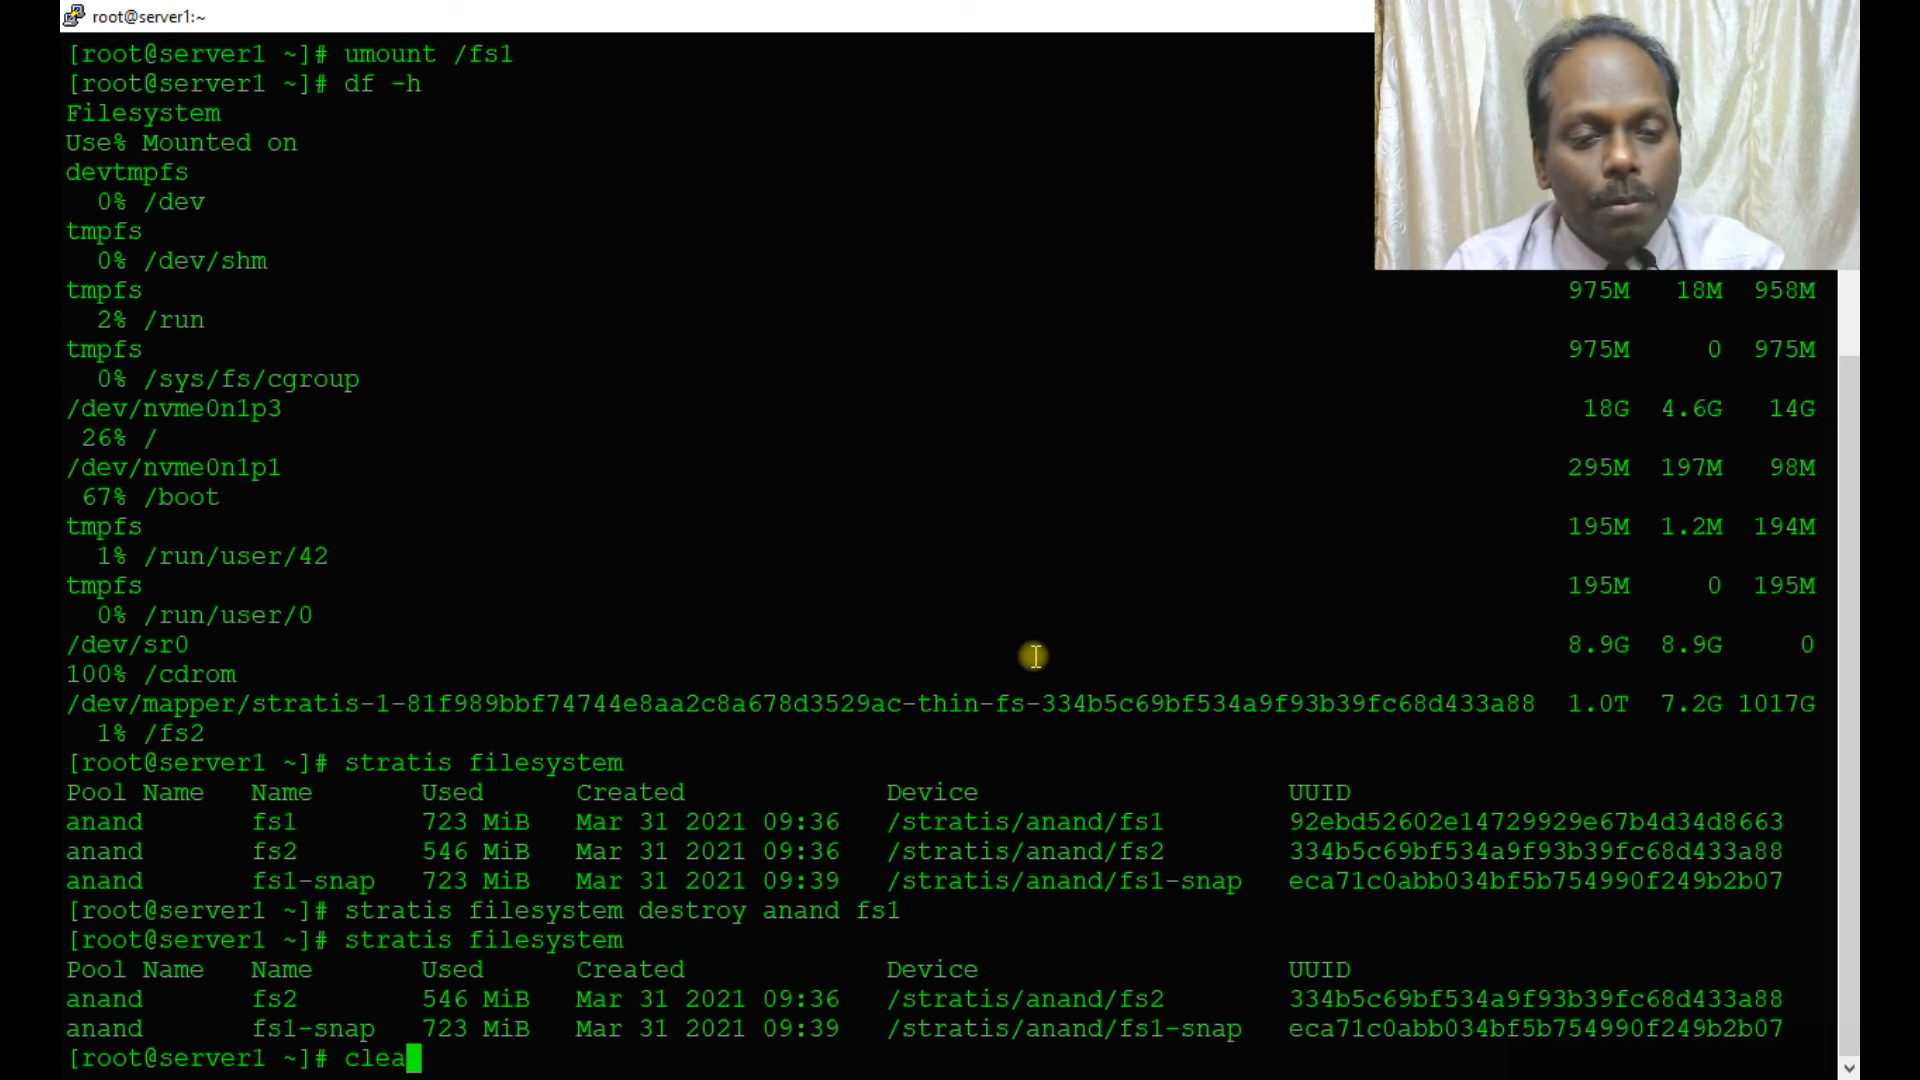 root@server1:~
[root@server1 ~]# umount /fs1
[root@server1 ~]# df -h
Filesystem
Use% Mounted on
devtmpfs
0% /dev
tmpfs
0% /dev/shm
tmpfs 975M 18M 958M
2% /run
tmpfs 975M 0 975M
0% /sys/fs/cgroup
/dev/nvme0n1p3 18G 4.6G 14G
26% /
/dev/nvme0n1p1 295M 197M 98M
67% /boot
tmpfs 195M 1.2M 194M
1% /run/user/42
tmpfs 195M 0 195M
0% /run/user/0
/dev/sr0 8.9G 8.9G 0
100% /cdrom
/dev/mapper/stratis-1-81f989bbf74744e8aa2c8a678d3529ac-thin-fs-334b5c69bf534a9f93b39fc68d433a88 1.0T 7.2G 1017G
1% /fs2
[root@server1 ~]# stratis filesystem
Pool Name Name Used Created Device UUID
anand fs1 723 MiB Mar 31 2021 09:36 /stratis/anand/fs1 92ebd52602e14729929e67b4d34d8663
anand fs2 546 MiB Mar 31 2021 09:36 /stratis/anand/fs2 334b5c69bf534a9f93b39fc68d433a88
anand fs1-snap 723 MiB Mar 31 2021 09:39 /stratis/anand/fs1-snap eca71c0abb034bf5b754990f249b2b07
[root@server1 ~]# stratis filesystem destroy anand fs1
[root@server1 ~]# stratis filesystem
Pool Name Name Used Created Device UUID
anand fs2 546 MiB Mar 31 2021 09:36 /stratis/anand/fs2 334b5c69bf534a9f93b39fc68d433a88
anand fs1-snap 723 MiB Mar 31 2021 09:39 /stratis/anand/fs1-snap eca71c0abb034bf5b754990f249b2b07
[root@server1 ~]# clea